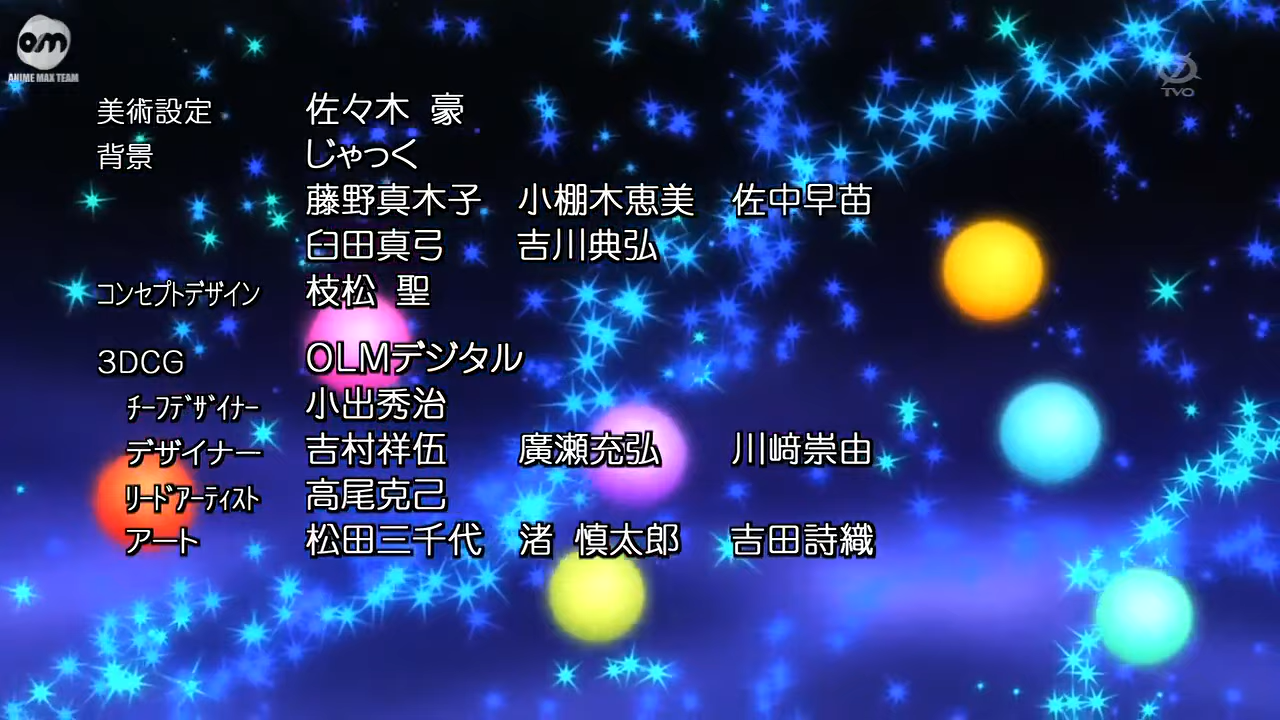 ANIME MAX TEAM
TVO
美術設定 佐々木 豪
背景 じゃっく
藤野真木子 小棚木恵美 佐中早苗
臼田真弓 吉川典弘
コンセプトデザイン 枝松 聖
3DCG OLMデジタル
チーフデザイナー 小出秀治
デザイナー 吉村祥伍 廣瀬充弘 川﨑崇由
リードアーティスト 高尾克己
アート 松田三千代 渚 慎太郎 吉田詩織